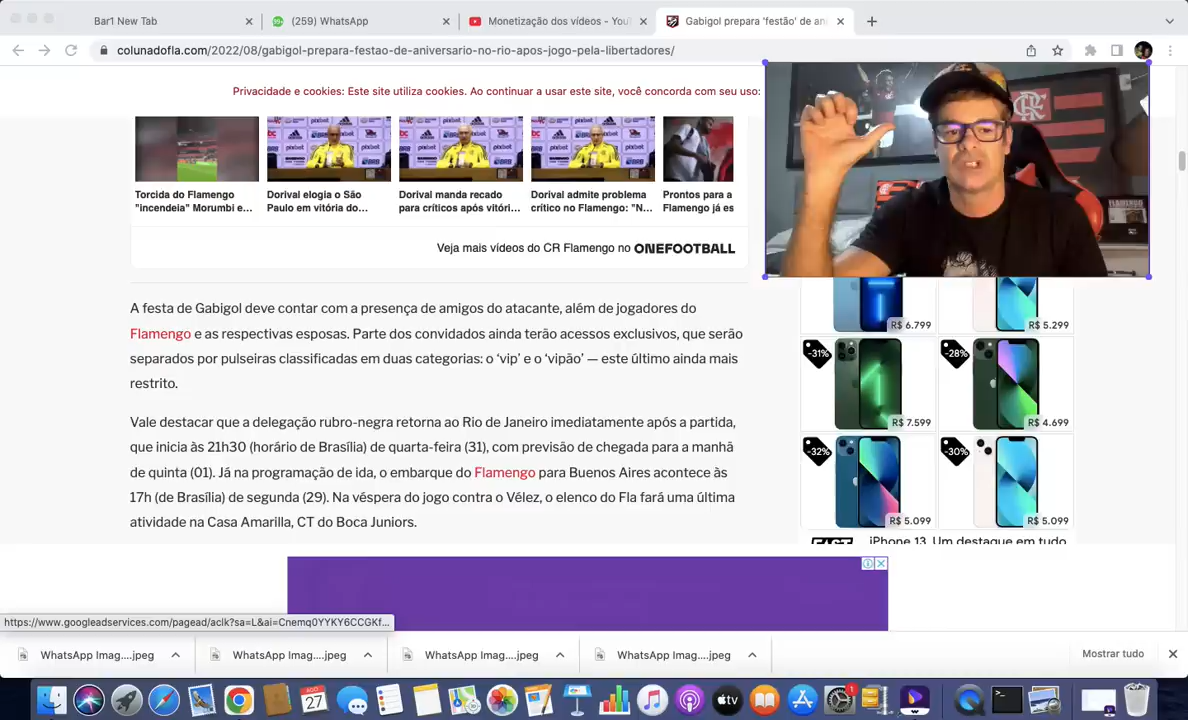 Bar1 New Tab
(259) WhatsApp
Monetização dos vídeos - You
Gabigol prepara 'festão' de an
colunadofla.com/2022/08/gabigol-prepara-festao-de-aniversario-no-rio-apos-jogo-pela-libertadores/
Privacidade e cookies: Este site utiliza cookies. Ao continuar a usar este site, você concorda com seu uso:
Torcida do Flamengo
"incendeia" Morumbi e...
Dorival elogia o São
Paulo em vitória do...
Dorival manda recado
para críticos após vitóri...
Dorival admite problema
crítico no Flamengo: "N...
Prontos para a
Flamengo já es
Veja mais vídeos do CR Flamengo no ONEFOOTBALL
A festa de Gabigol deve contar com a presença de amigos do atacante, além de jogadores do
Flamengo e as respectivas esposas. Parte dos convidados ainda terão acessos exclusivos, que serão
separados por pulseiras classificadas em duas categorias: o 'vip' e o 'vipão' — este último ainda mais
restrito.
Vale destacar que a delegação rubro-negra retorna ao Rio de Janeiro imediatamente após a partida,
que inicia às 21h30 (horário de Brasília) de quarta-feira (31), com previsão de chegada para a manhã
de quinta (01). Já na programação de ida, o embarque do Flamengo para Buenos Aires acontece às
17h (de Brasília) de segunda (29). Na véspera do jogo contra o Vélez, o elenco do Fla fará uma última
atividade na Casa Amarilla, CT do Boca Juniors.
R$ 6.799
R$ 5.299
-31%
R$ 7.599
-28%
R$ 4.699
-32%
R$ 5.099
-30%
R$ 5.099
iPhone 13. Um destaque em tudo
https://www.googleadservices.com/pagead/aclk?sa=L&ai=Cnemq0YYKY6CCGKf...
WhatsApp Imag....jpeg
WhatsApp Imag....jpeg
WhatsApp Imag....jpeg
WhatsApp Imag....jpeg
Mostrar tudo
AGO
27
1
tv